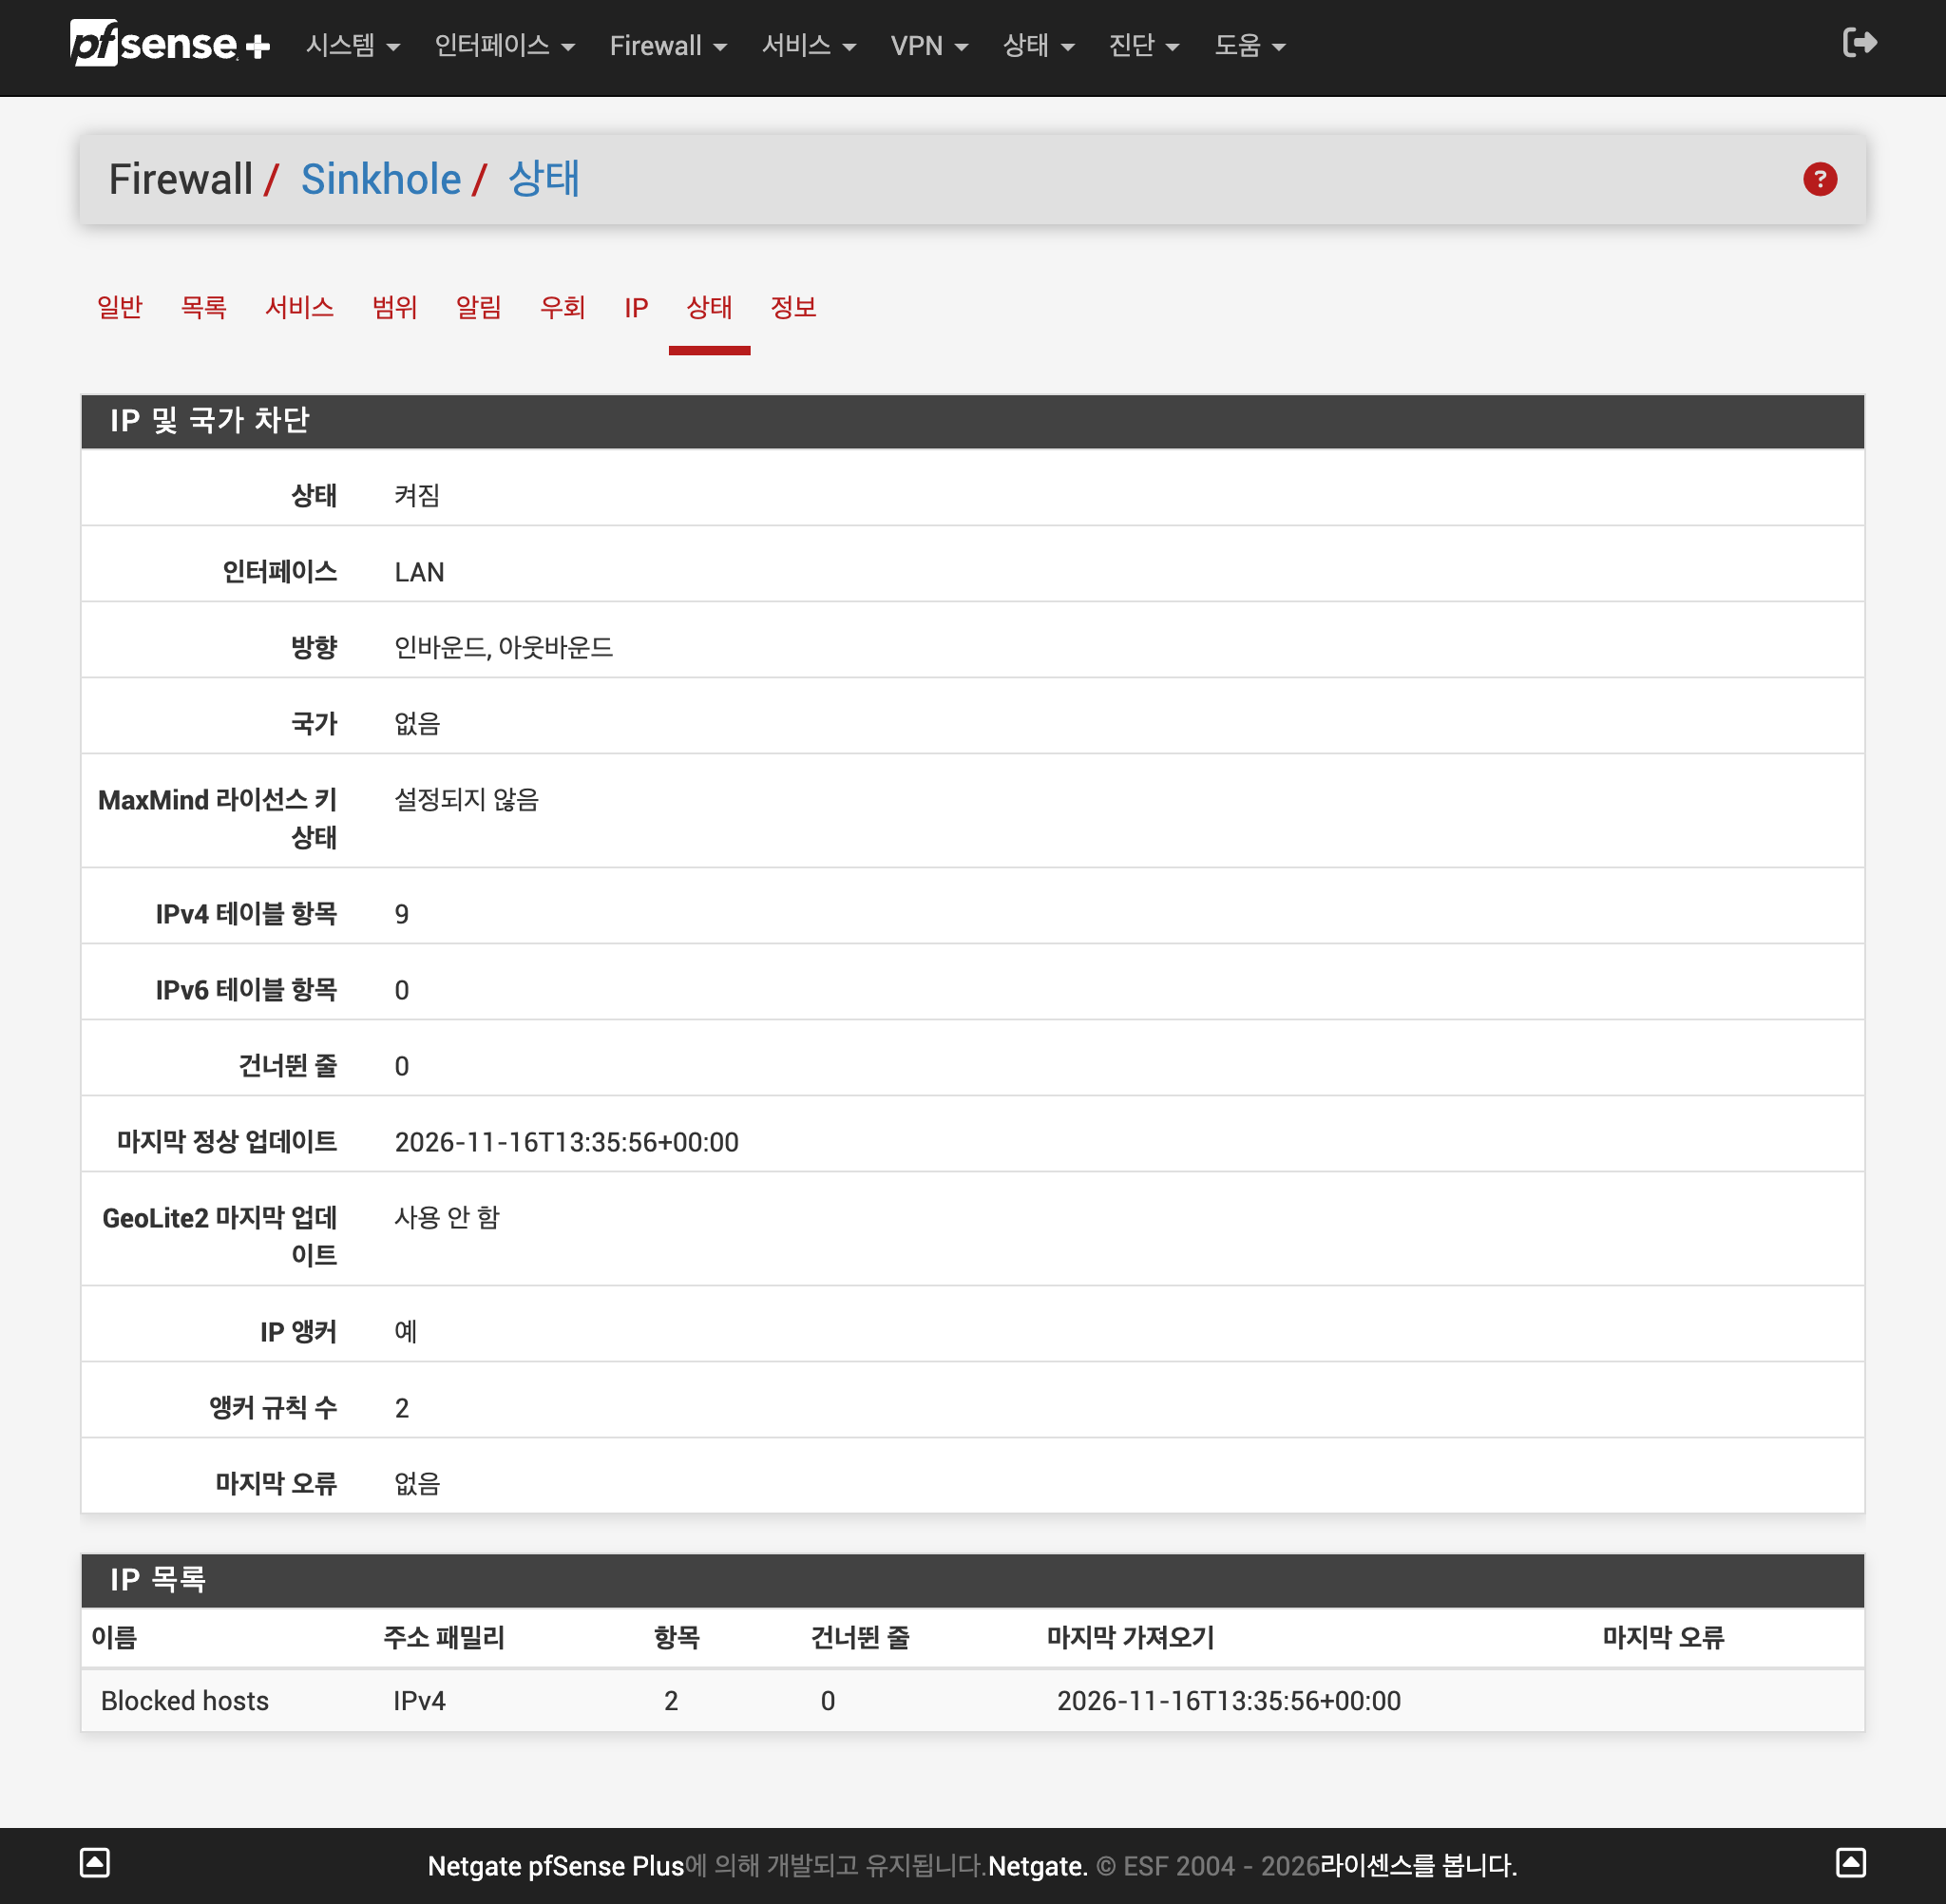 pfsense+ 시스템 인터페이스 Firewall 서비스 VPN 상태 진단 도움
Firewall / Sinkhole / 상태
일반 목록 서비스 범위 알림 우회 IP 상태 정보
IP 및 국가 차단
상태 켜짐
인터페이스 LAN
방향 인바운드, 아웃바운드
국가 없음
MaxMind 라이선스 키 설정되지 않음
상태
IPv4 테이블 항목 9
IPv6 테이블 항목 0
건너뛴 줄 0
마지막 정상 업데이트 2026-11-16T13:35:56+00:00
GeoLite2 마지막 업데 사용 안 함
이트
IP 앵커 예
앵커 규칙 수 2
마지막 오류 없음
IP 목록
이름 주소 패밀리 항목 건너뛴 줄 마지막 가져오기 마지막 오류
Blocked hosts IPv4 2 0 2026-11-16T13:35:56+00:00
Netgate pfSense Plus에 의해 개발되고 유지됩니다.Netgate. © ESF 2004 - 2026라이센스를 봅니다.